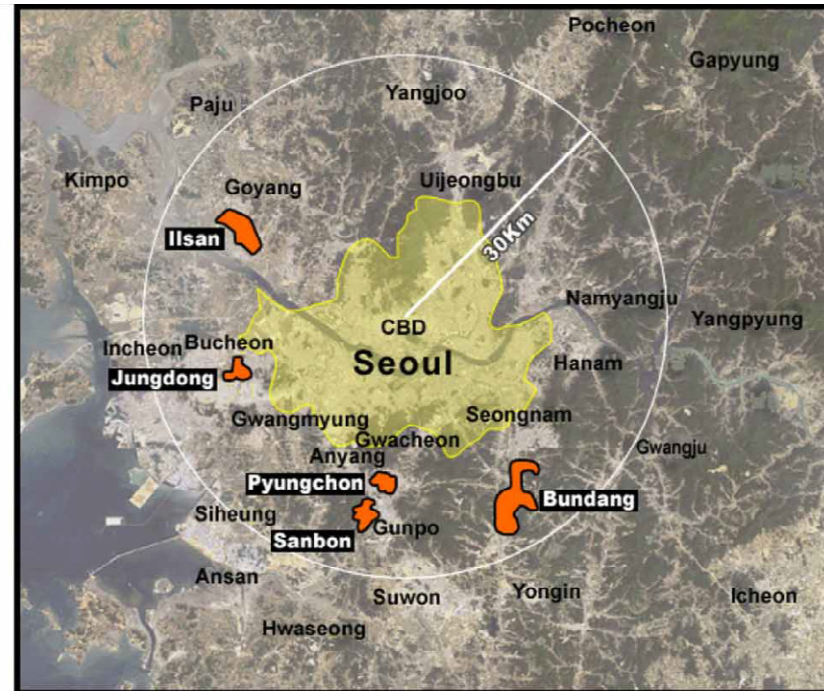 Pocheon
Gapyung
Yangjoo
Paju
Kimpo
Goyang
Uijeongbu
Ilsan
30Km
Namyangju
Yangpyung
CBD
Incheon
Bucheon
Seoul
Hanam
Jungdong
Gwangmyung
Seongnam
Gwacheon
Gwangju
Anyang
Pyungchon
Bundang
Siheung
Sanbon
Gunpo
Ansan
Suwon
Yongin
Icheon
Hwaseong